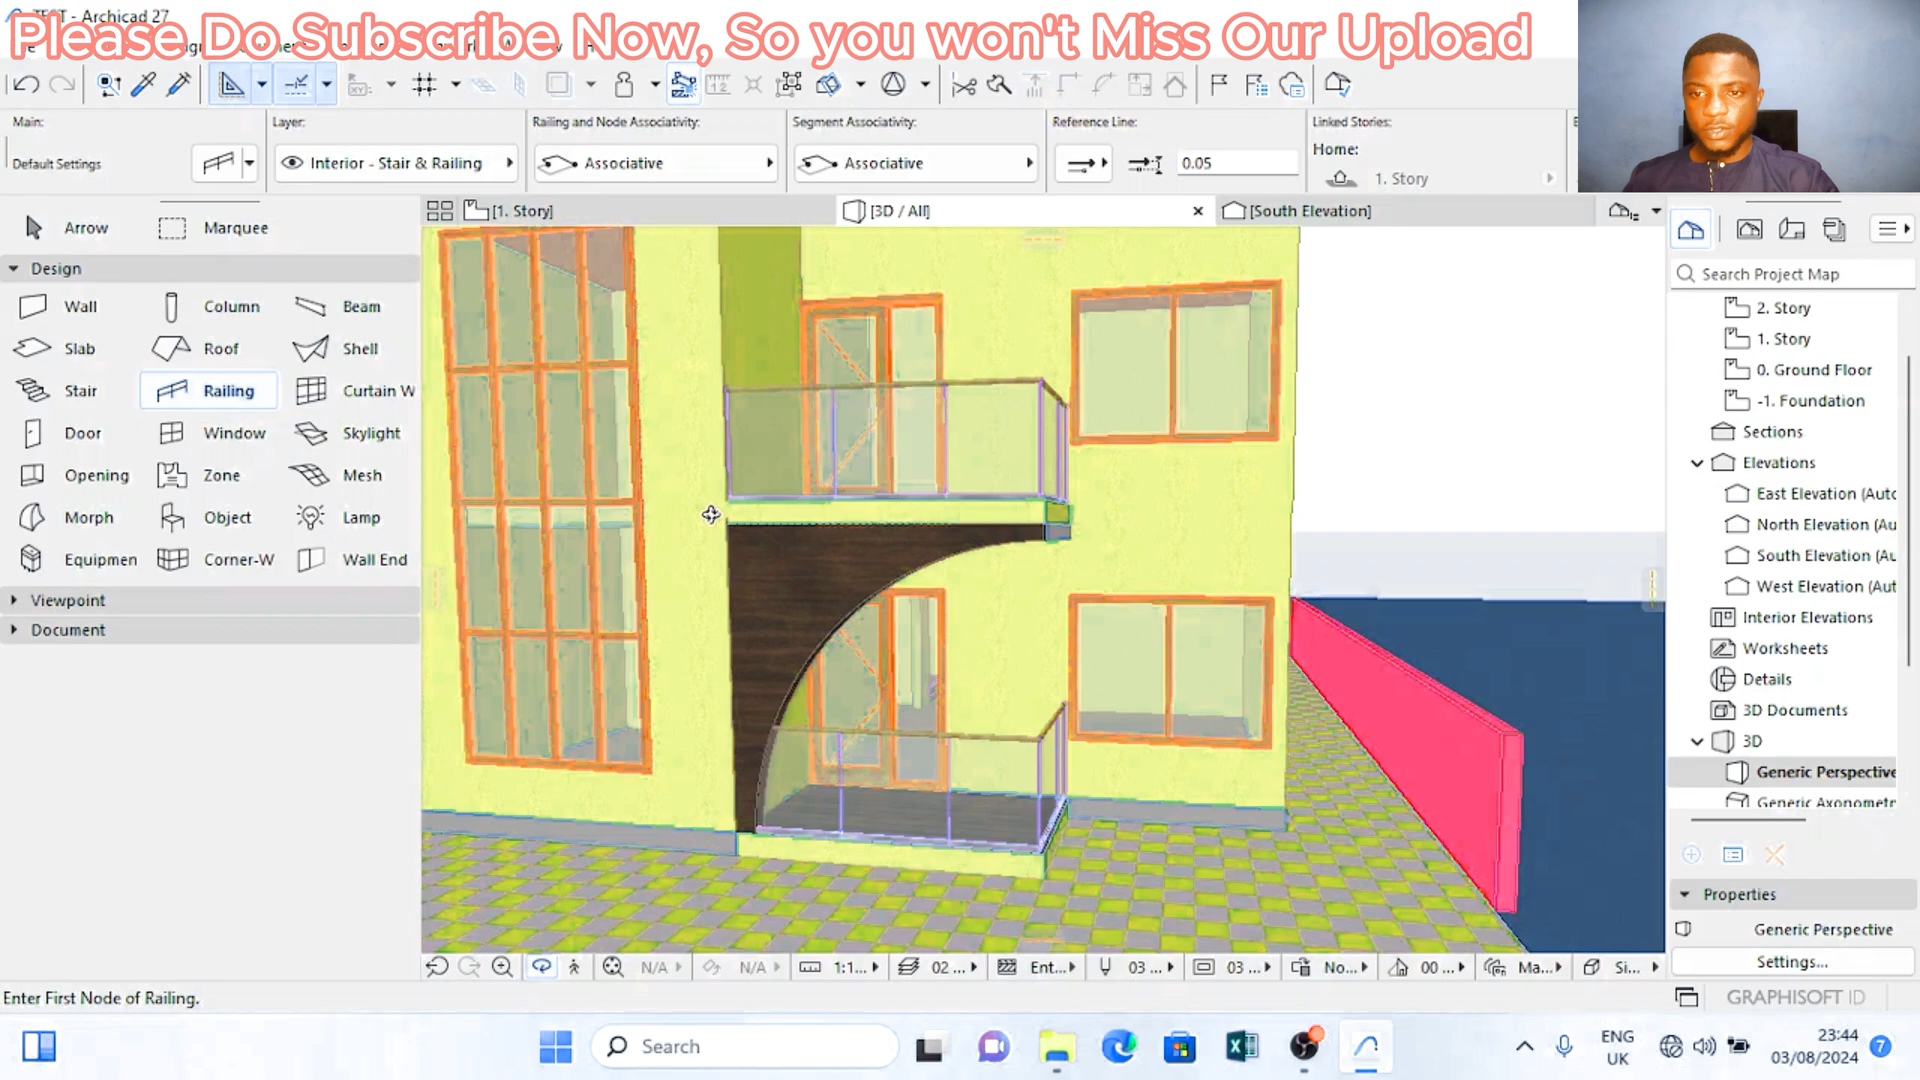 TEST - Archicad 27
Please Do Subscribe Now, So you won't Miss Our Upload
Main:
Layer:
Railing and Node Associativity:
Segment Associativity:
Reference Line:
Linked Stories:
Default Settings
Interior - Stair & Railing
Associative
Associative
0.05
Home:
1. Story
[1. Story]
[3D / All]
[South Elevation]
Arrow
Marquee
Design
Wall
Column
Beam
Slab
Roof
Shell
Stair
Railing
Curtain W
Door
Window
Skylight
Opening
Zone
Mesh
Morph
Object
Lamp
Equipmen
Corner-W
Wall End
Viewpoint
Document
Search Project Map
2. Story
1. Story
0. Ground Floor
-1. Foundation
Sections
Elevations
East Elevation (Autc
North Elevation (Au
South Elevation (Au
West Elevation (Aut
Interior Elevations
Worksheets
Details
3D Documents
3D
Generic Perspective
Generic Axonometr
Properties
Generic Perspective
Settings...
N/A
N/A
1:1...
02 ...
Ent...
03 ...
03 ...
No...
00 ...
Ma...
Si...
Enter First Node of Railing.
GRAPHISOFT ID
Search
ENG
UK
23:44
03/08/2024
7